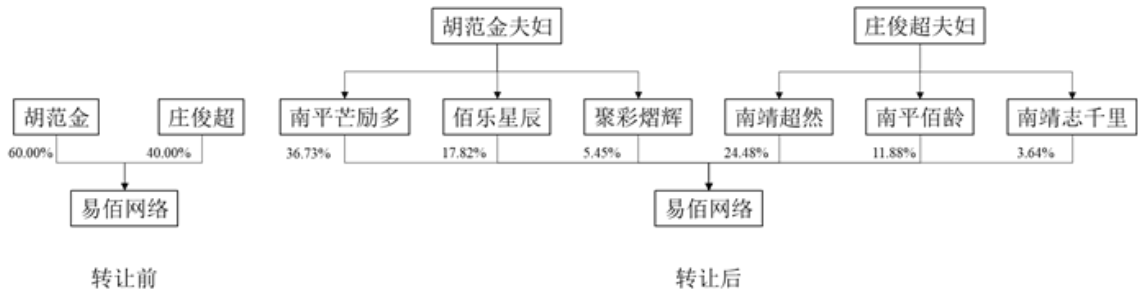 胡范金夫妇
庄俊超夫妇
胡范金
庄俊超
南平芒励多
佰乐星辰
聚彩熠辉
南靖超然
南平佰龄
南靖志千里
60.00%
40.00%
36.73%
17.82%
5.45%
24.48%
11.88%
3.64%
易佰网络
易佰网络
转让前
转让后